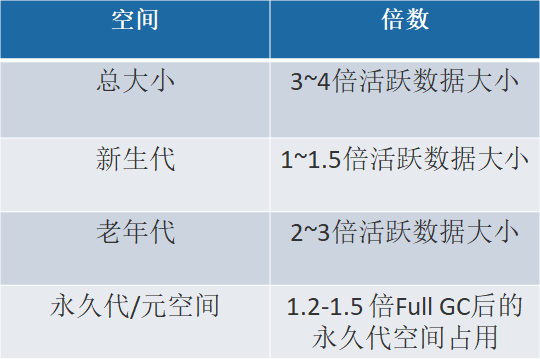 空间 倍数
总大小 3~4倍活跃数据大小
新生代 1~1.5倍活跃数据大小
老年代 2~3倍活跃数据大小
永久代/元空间 1.2-1.5 倍Full GC后的
永久代空间占用